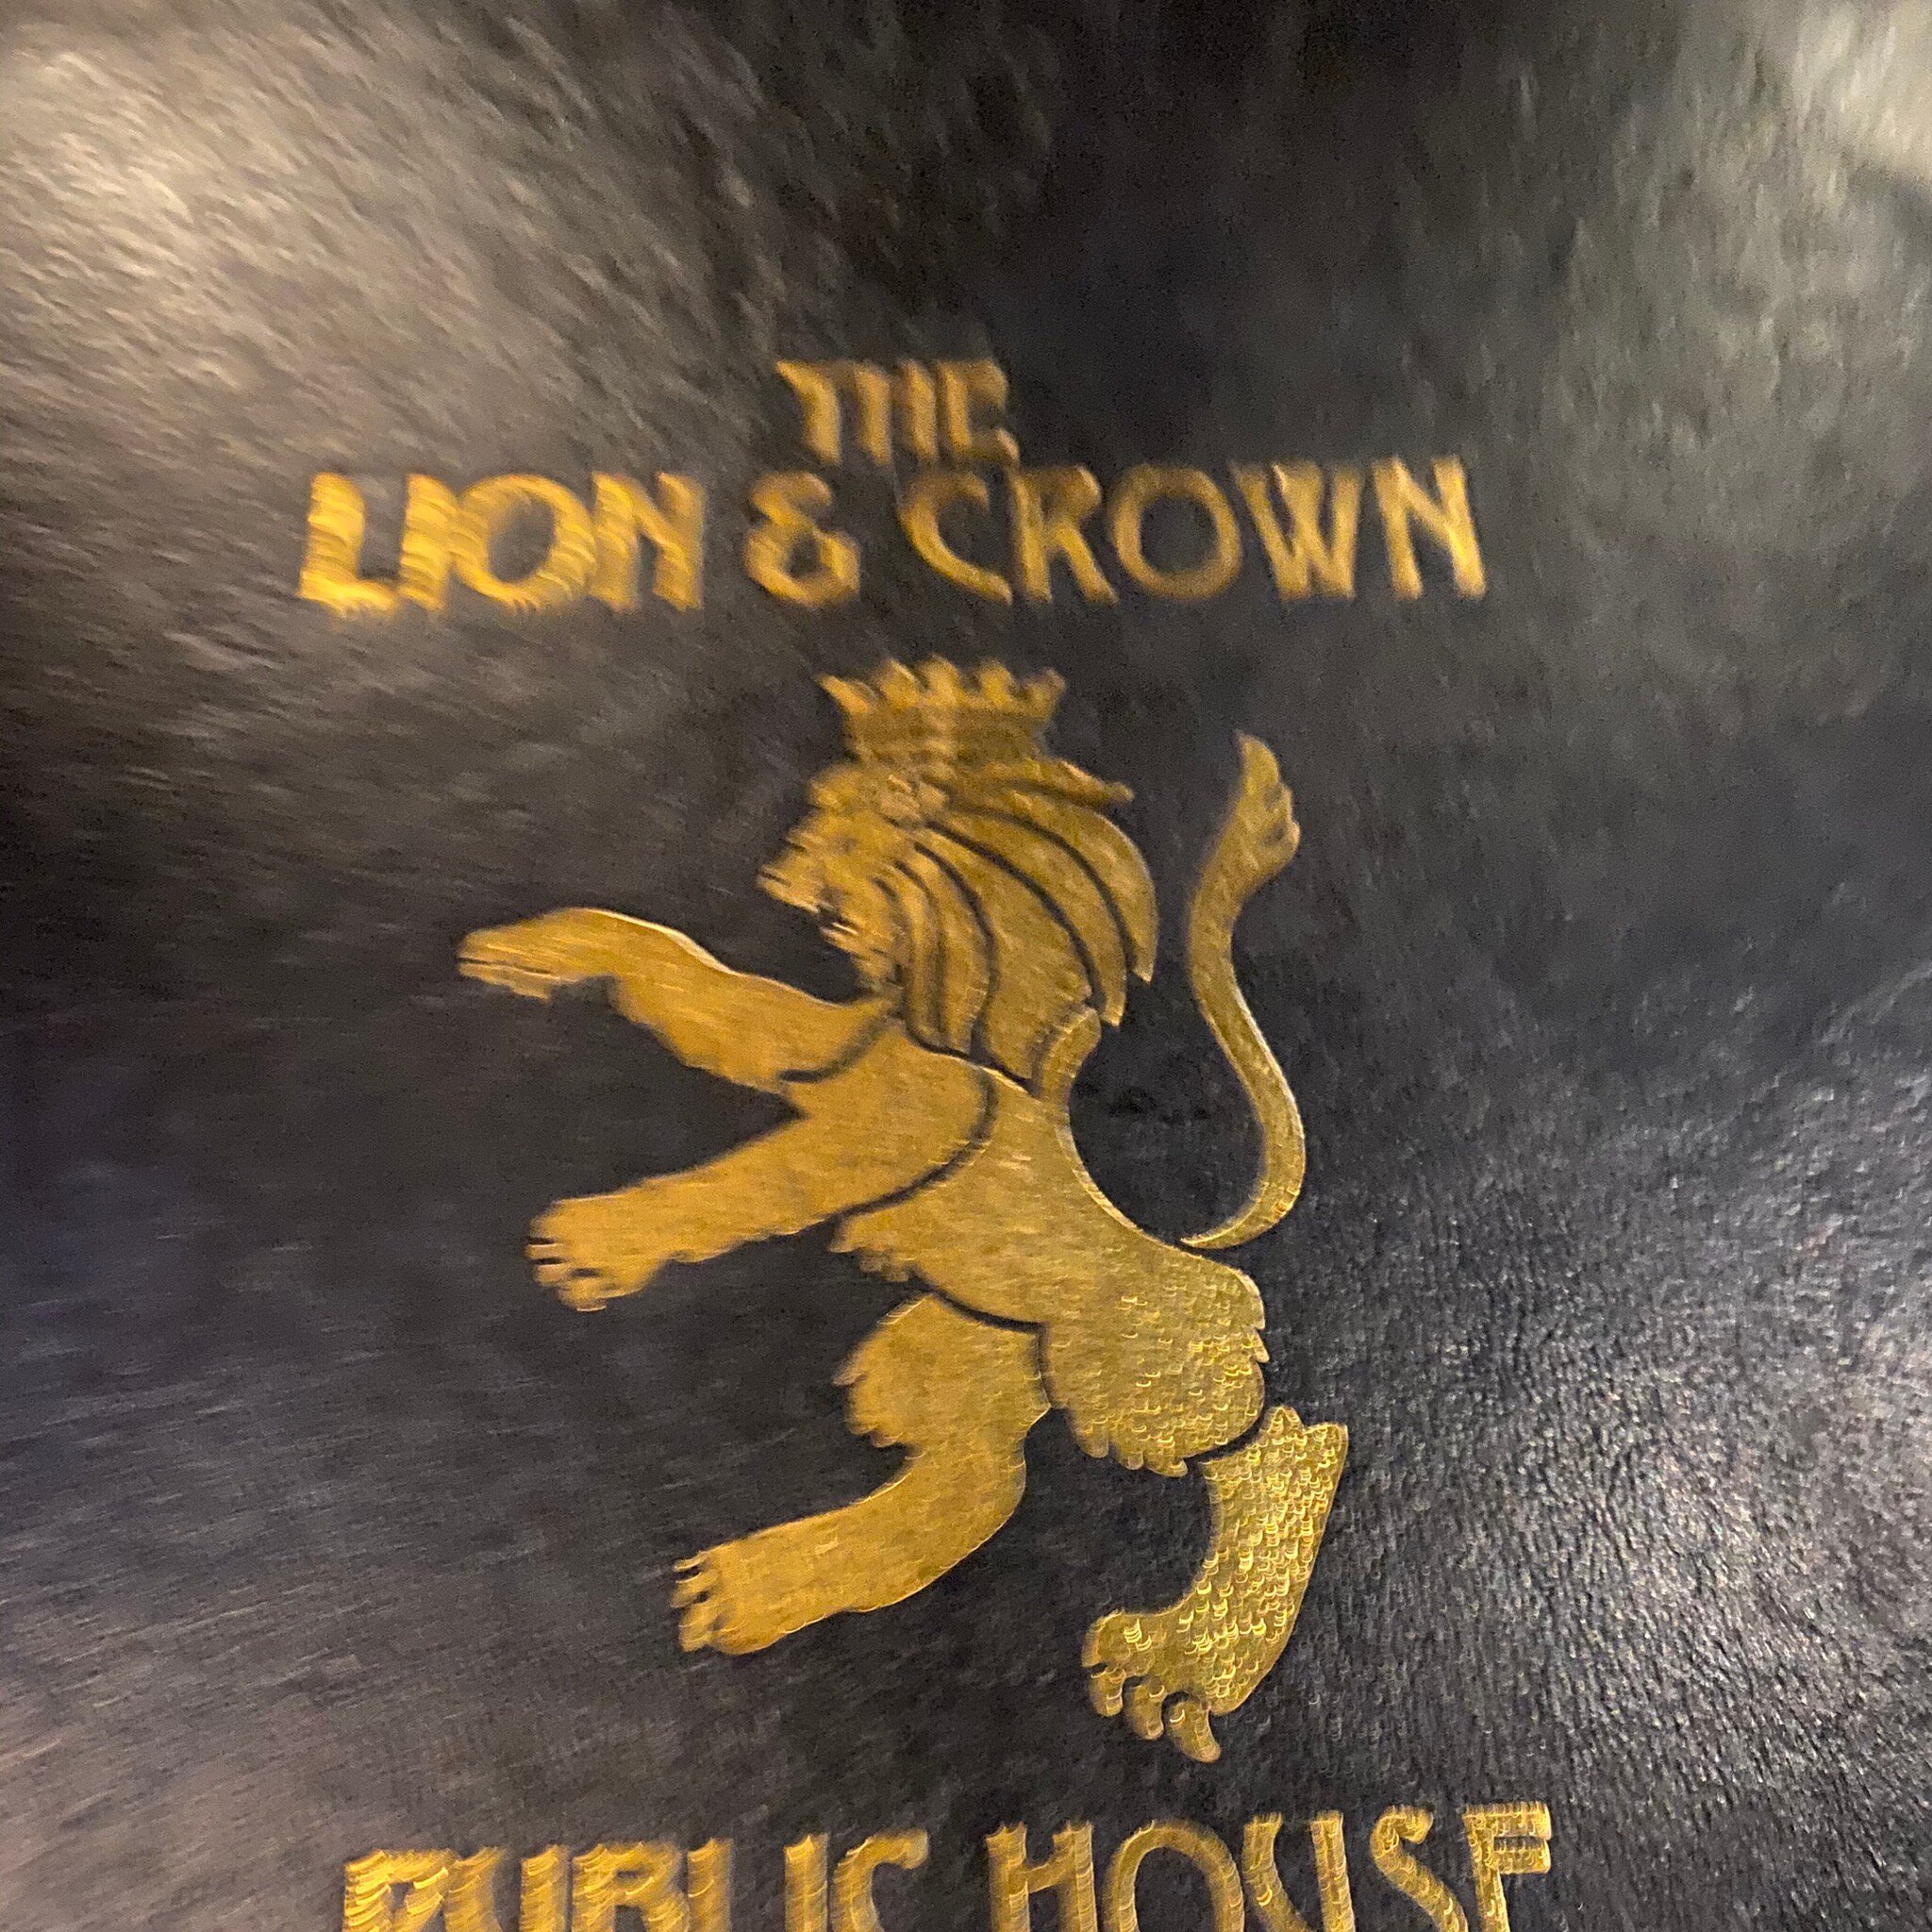 THE
LION & CROWN
PUBLIC HOUSE